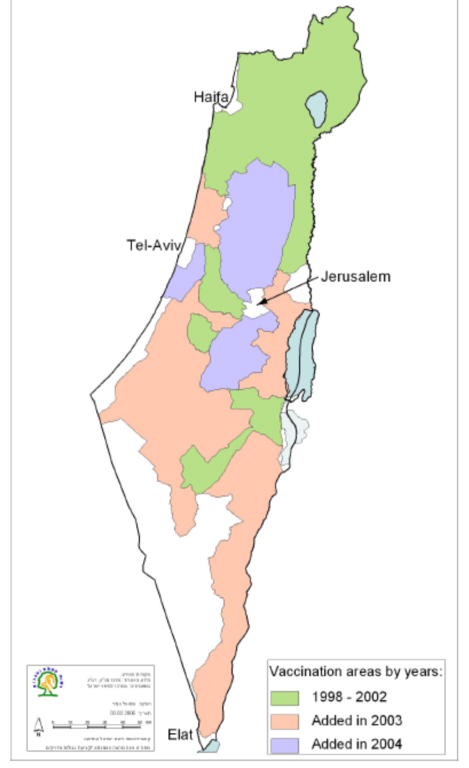 Haifa
Tel-Aviv
Jerusalem
Elat
Vaccination areas by years:
1998 - 2002
Added in 2003
Added in 2004